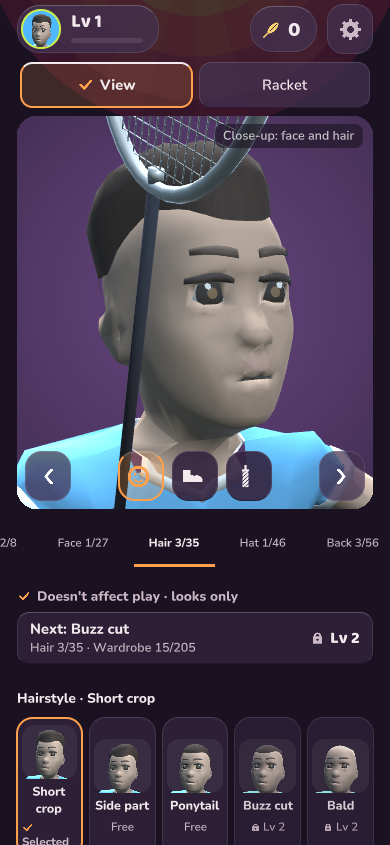 Lv 1
0
View
Racket
Close-up: face and hair
2/8
Face 1/27
Hair 3/35
Hat 1/46
Back 3/56
Doesn't affect play · looks only
Next: Buzz cut
Hair 3/35 · Wardrobe 15/205
Lv 2
Hairstyle · Short crop
Short crop
Selected
Side part
Free
Ponytail
Free
Buzz cut
Lv 2
Bald
Lv 2